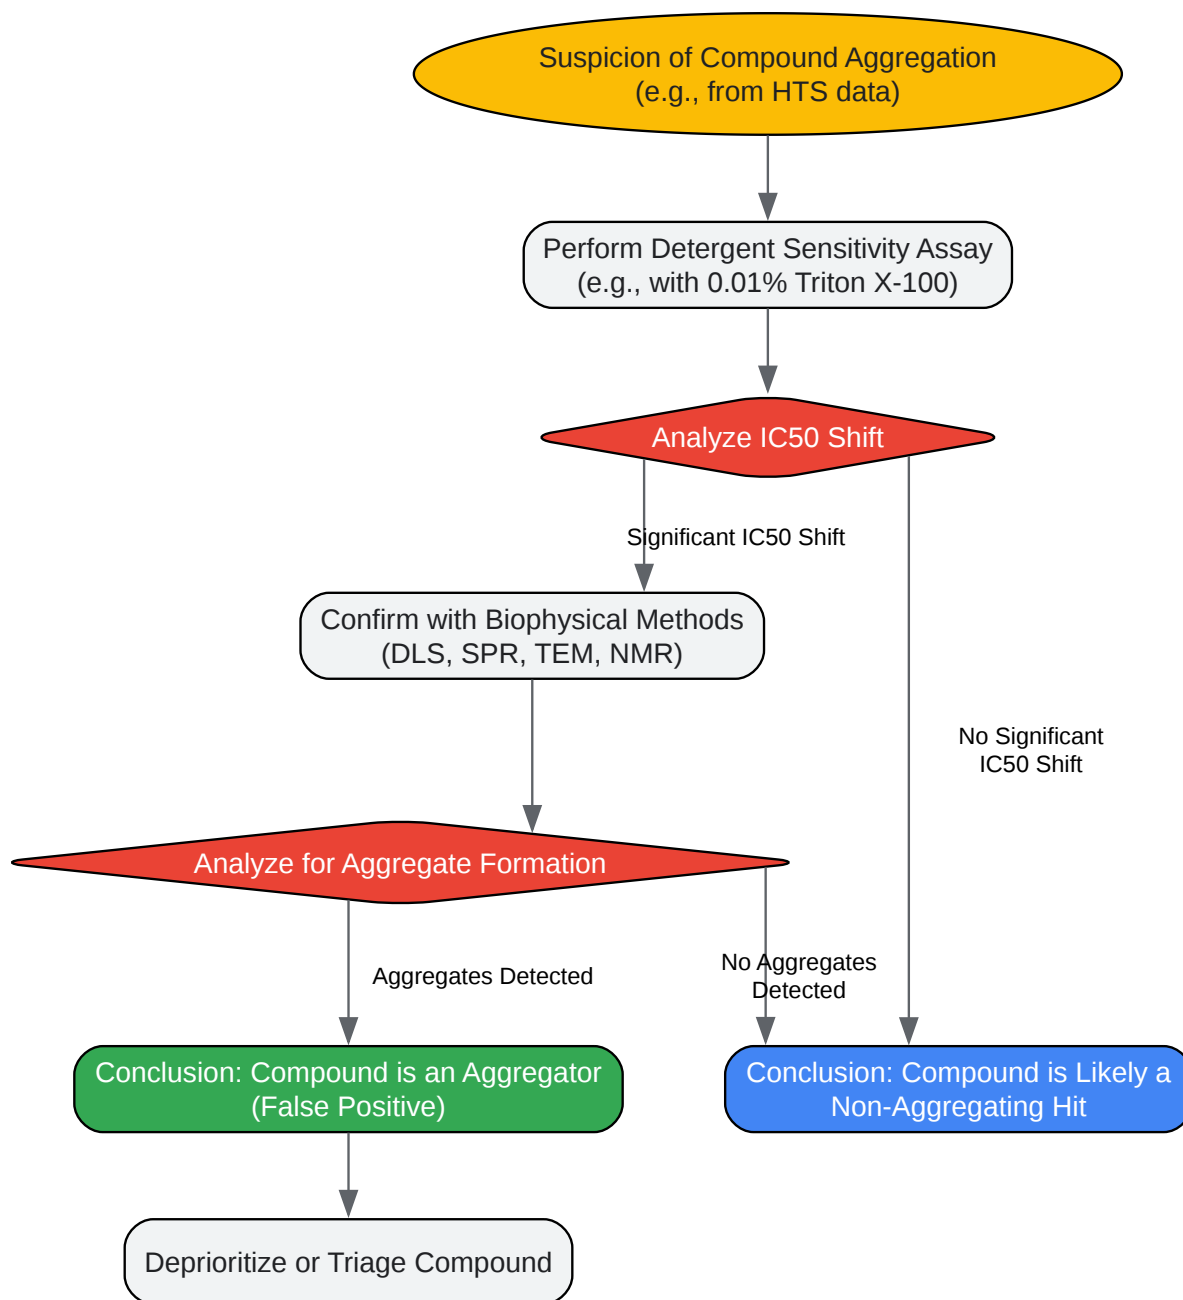 Suspicion of Compound Aggregation
(e.g., from HTS data)
Perform Detergent Sensitivity Assay
(e.g., with 0.01% Triton X-100)
Analyze IC50 Shift
Significant IC50 Shift
Confirm with Biophysical Methods
(DLS, SPR, TEM, NMR)
No Significant
IC50 Shift
Analyze for Aggregate Formation
Aggregates Detected
No Aggregates
Detected
Conclusion: Compound is an Aggregator
(False Positive)
Conclusion: Compound is Likely a
Non-Aggregating Hit
Deprioritize or Triage Compound